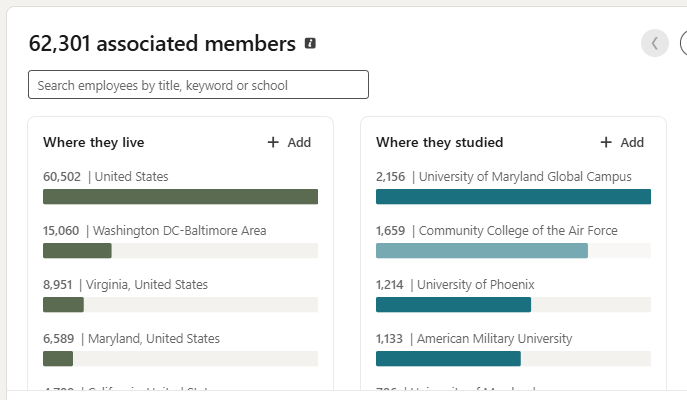 62,301 associated members
Search employees by title, keyword or school
Where they live
+ Add
60,502 | United States
15,060 | Washington DC-Baltimore Area
8,951 | Virginia, United States
6,589 | Maryland, United States
Where they studied
+ Add
2,156 | University of Maryland Global Campus
1,659 | Community College of the Air Force
1,214 | University of Phoenix
1,133 | American Military University